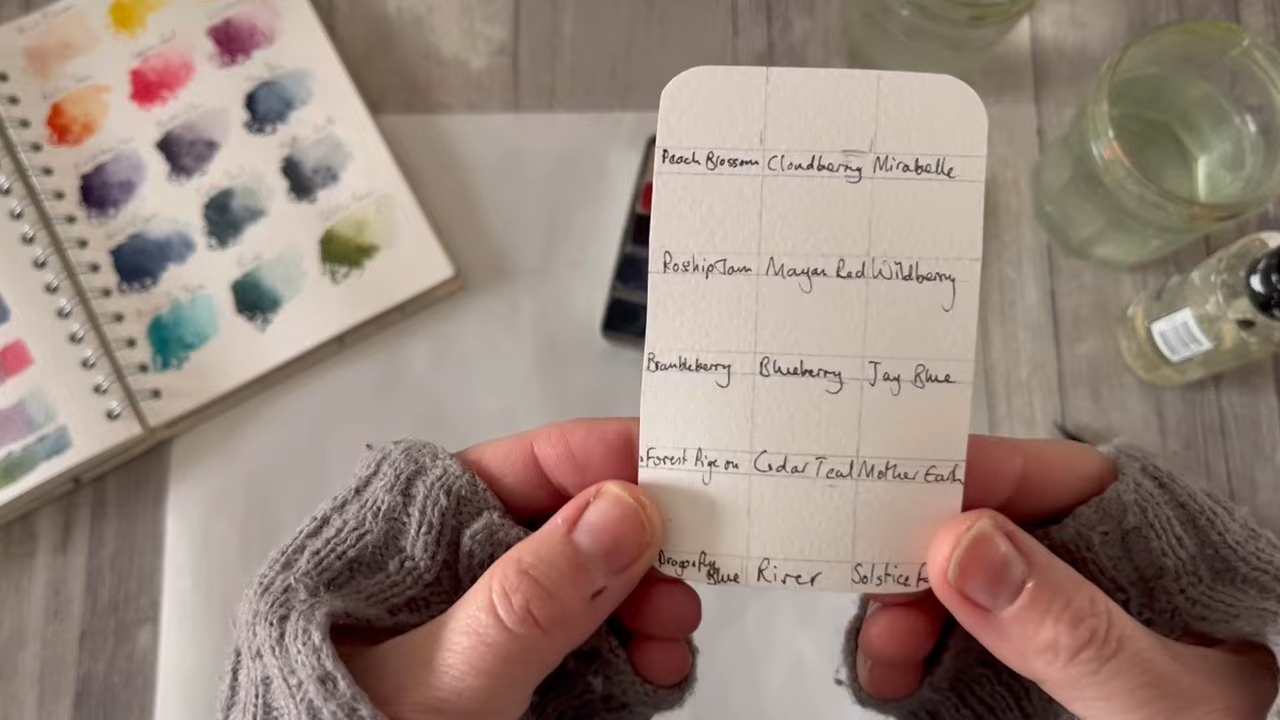 Peach Blossom Cloudberry Mirabelle
Rosehip Jam Mayan Red Wildberry
Brambleberry Blueberry Jay Blue
Forest Pigeon Cedar Teal Mother Earth
Dragonfly Blue River Solstice